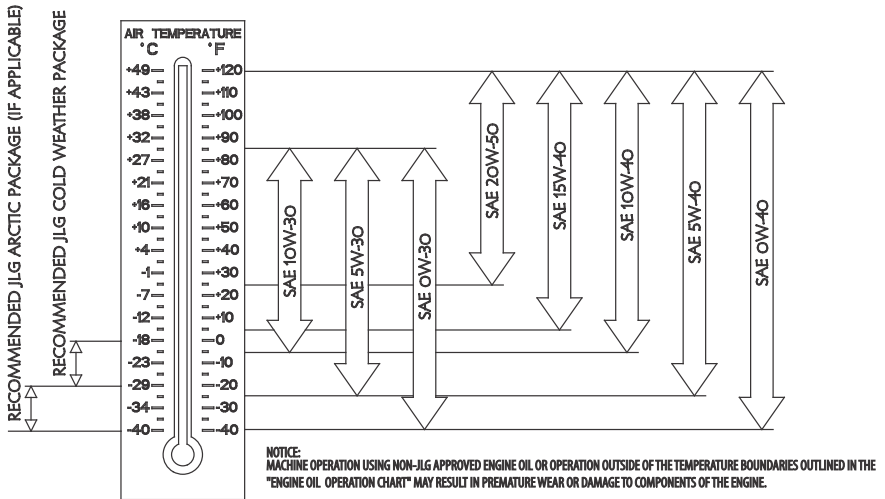 RECOMMENDED JLG ARCTIC PACKAGE (IF APPLICABLE)
RECOMMENDED JLG COLD WEATHER PACKAGE
AIR TEMPERATURE
°C °F
+49 +120
+43 +110
+38 +100
+32 +90
+27 +80
+21 +70
+16 +60
+10 +50
+4 +40
-1 +30
-7 +20
-12 +10
-18 0
-23 -10
-29 -20
-34 -30
-40 -40
SAE 10W-30
SAE 5W-30
SAE 0W-30
SAE 20W-50
SAE 15W-40
SAE 10W-40
SAE 5W-40
SAE 0W-40
NOTICE:
MACHINE OPERATION USING NON-JLG APPROVED ENGINE OIL OR OPERATION OUTSIDE OF THE TEMPERATURE BOUNDARIES OUTLINED IN THE
"ENGINE OIL OPERATION CHART" MAY RESULT IN PREMATURE WEAR OR DAMAGE TO COMPONENTS OF THE ENGINE.